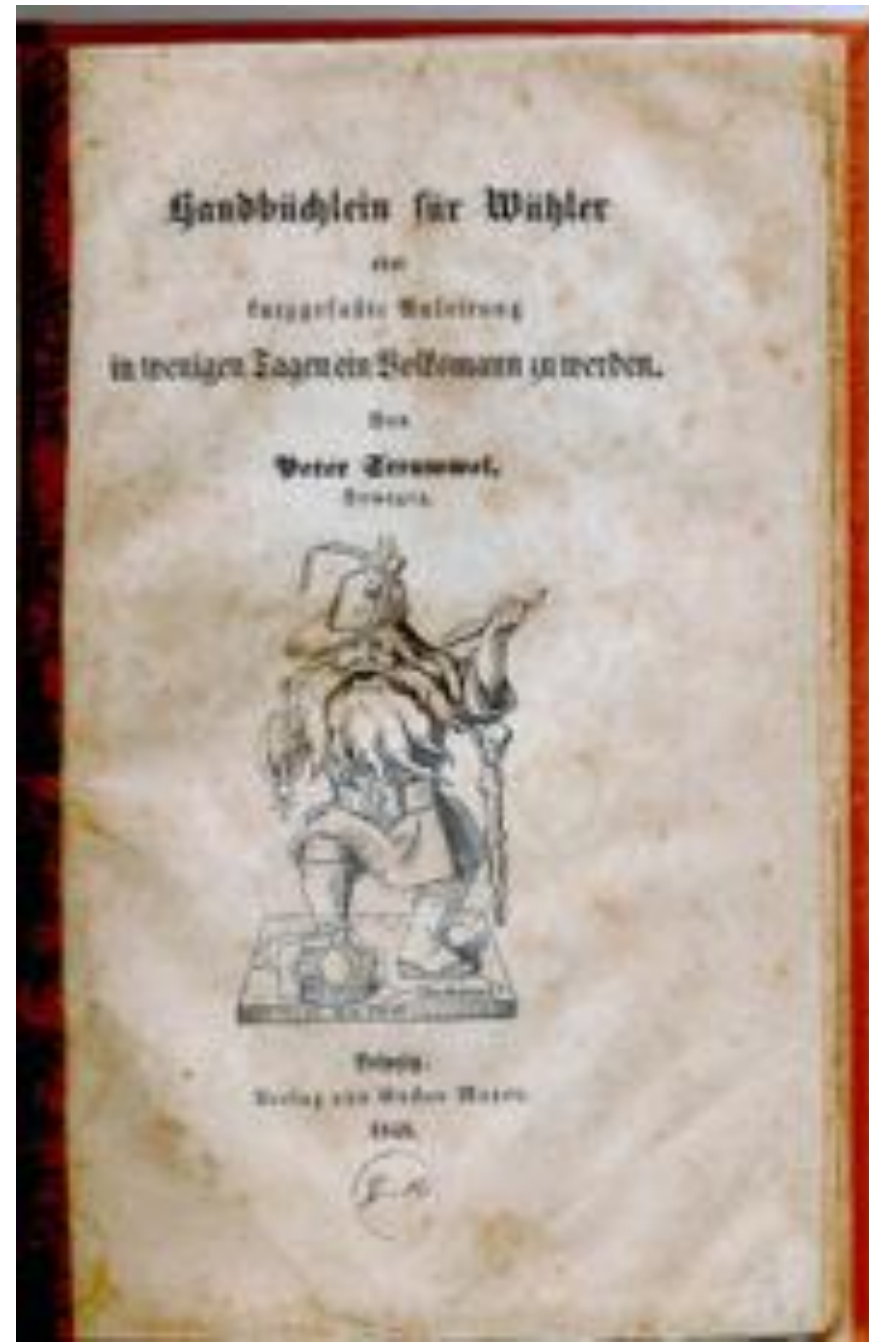 Handbüchlein für Wühler
oder
kurzgefaßte Anleitung
in wenigen Tagen ein Volksmann zu werden.
Von
Peter Struwwel,
Demagog.
Leipzig.
Verlag von Gustav Mayer.